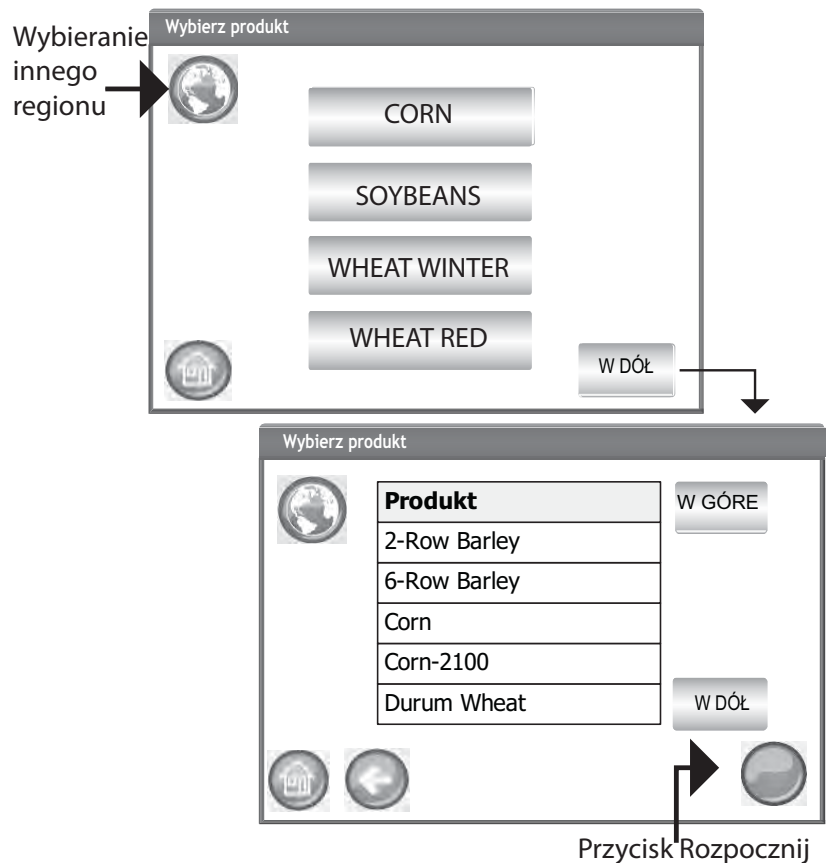 Wybierz produkt
Wybieranie
innego
regionu
CORN
SOYBEANS
WHEAT WINTER
WHEAT RED
W DÓŁ
Wybierz produkt
Produkt
W GÓRE
2-Row Barley
6-Row Barley
Corn
Corn-2100
Durum Wheat
W DÓŁ
Przycisk Rozpocznij